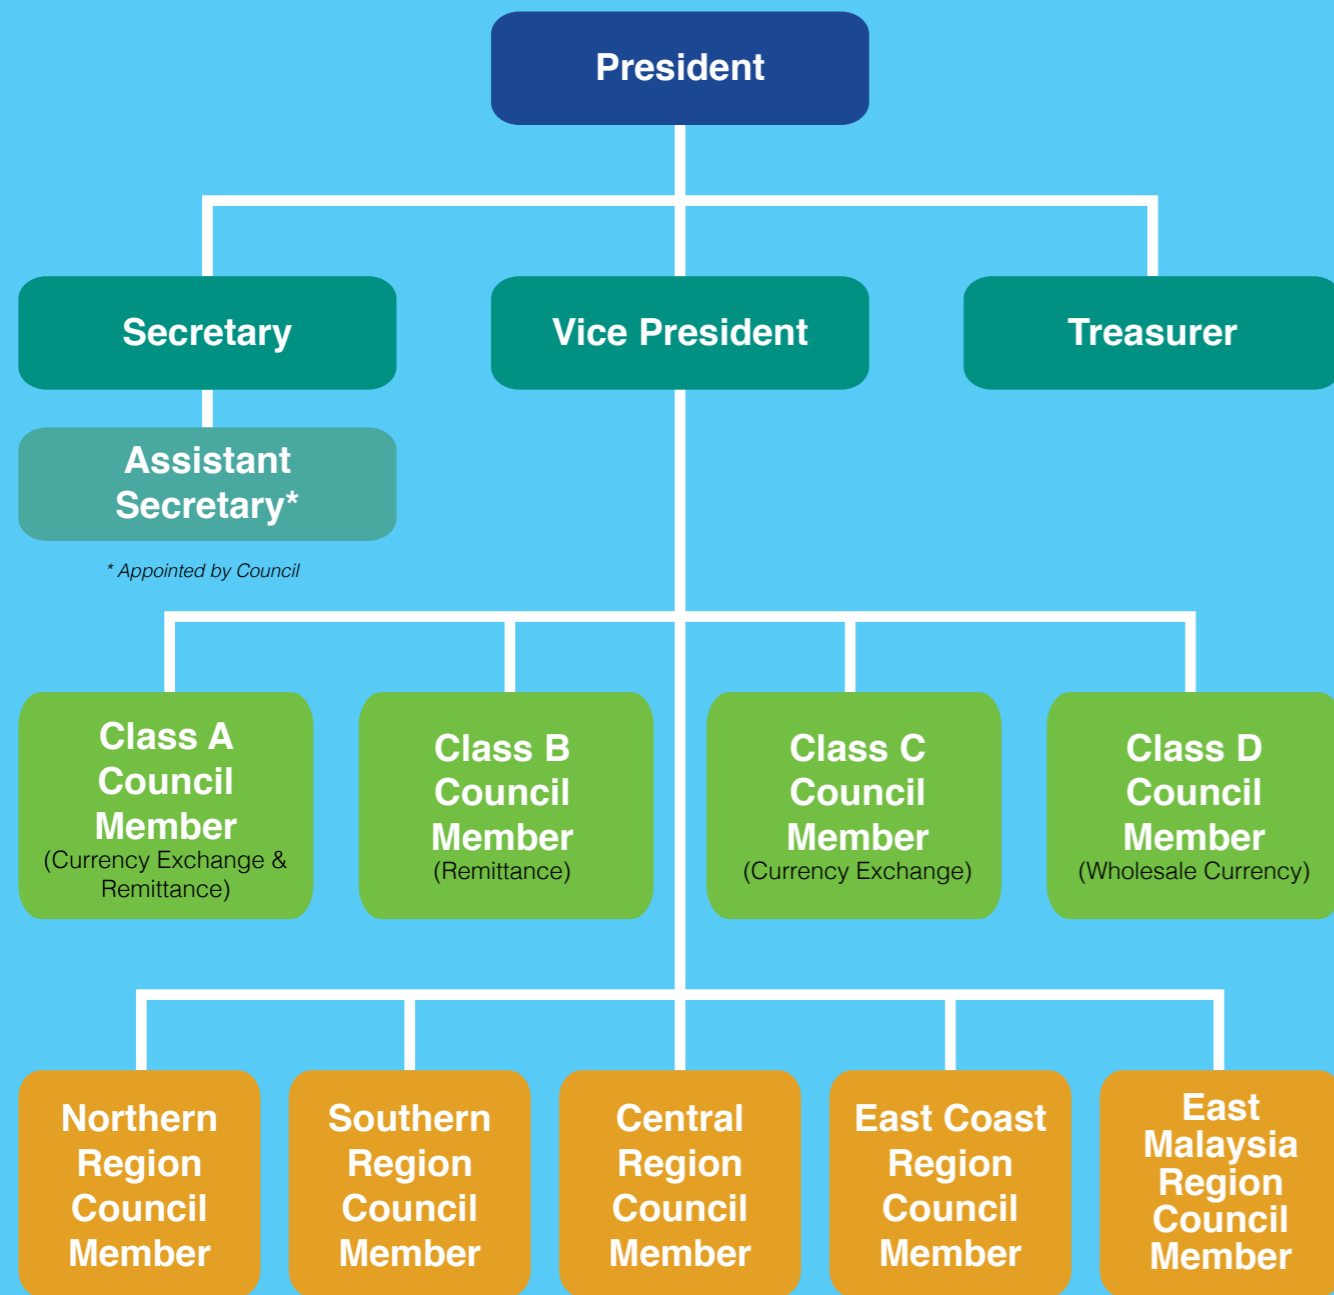 President
Secretary
Vice President
Treasurer
Assistant
Secretary*
* Appointed by Council
Class A
Council
Member
(Currency Exchange &
Remittance)
Class B
Council
Member
(Remittance)
Class C
Council
Member
(Currency Exchange)
Class D
Council
Member
(Wholesale Currency)
Northern
Region
Council
Member
Southern
Region
Council
Member
Central
Region
Council
Member
East Coast
Region
Council
Member
East
Malaysia
Region
Council
Member